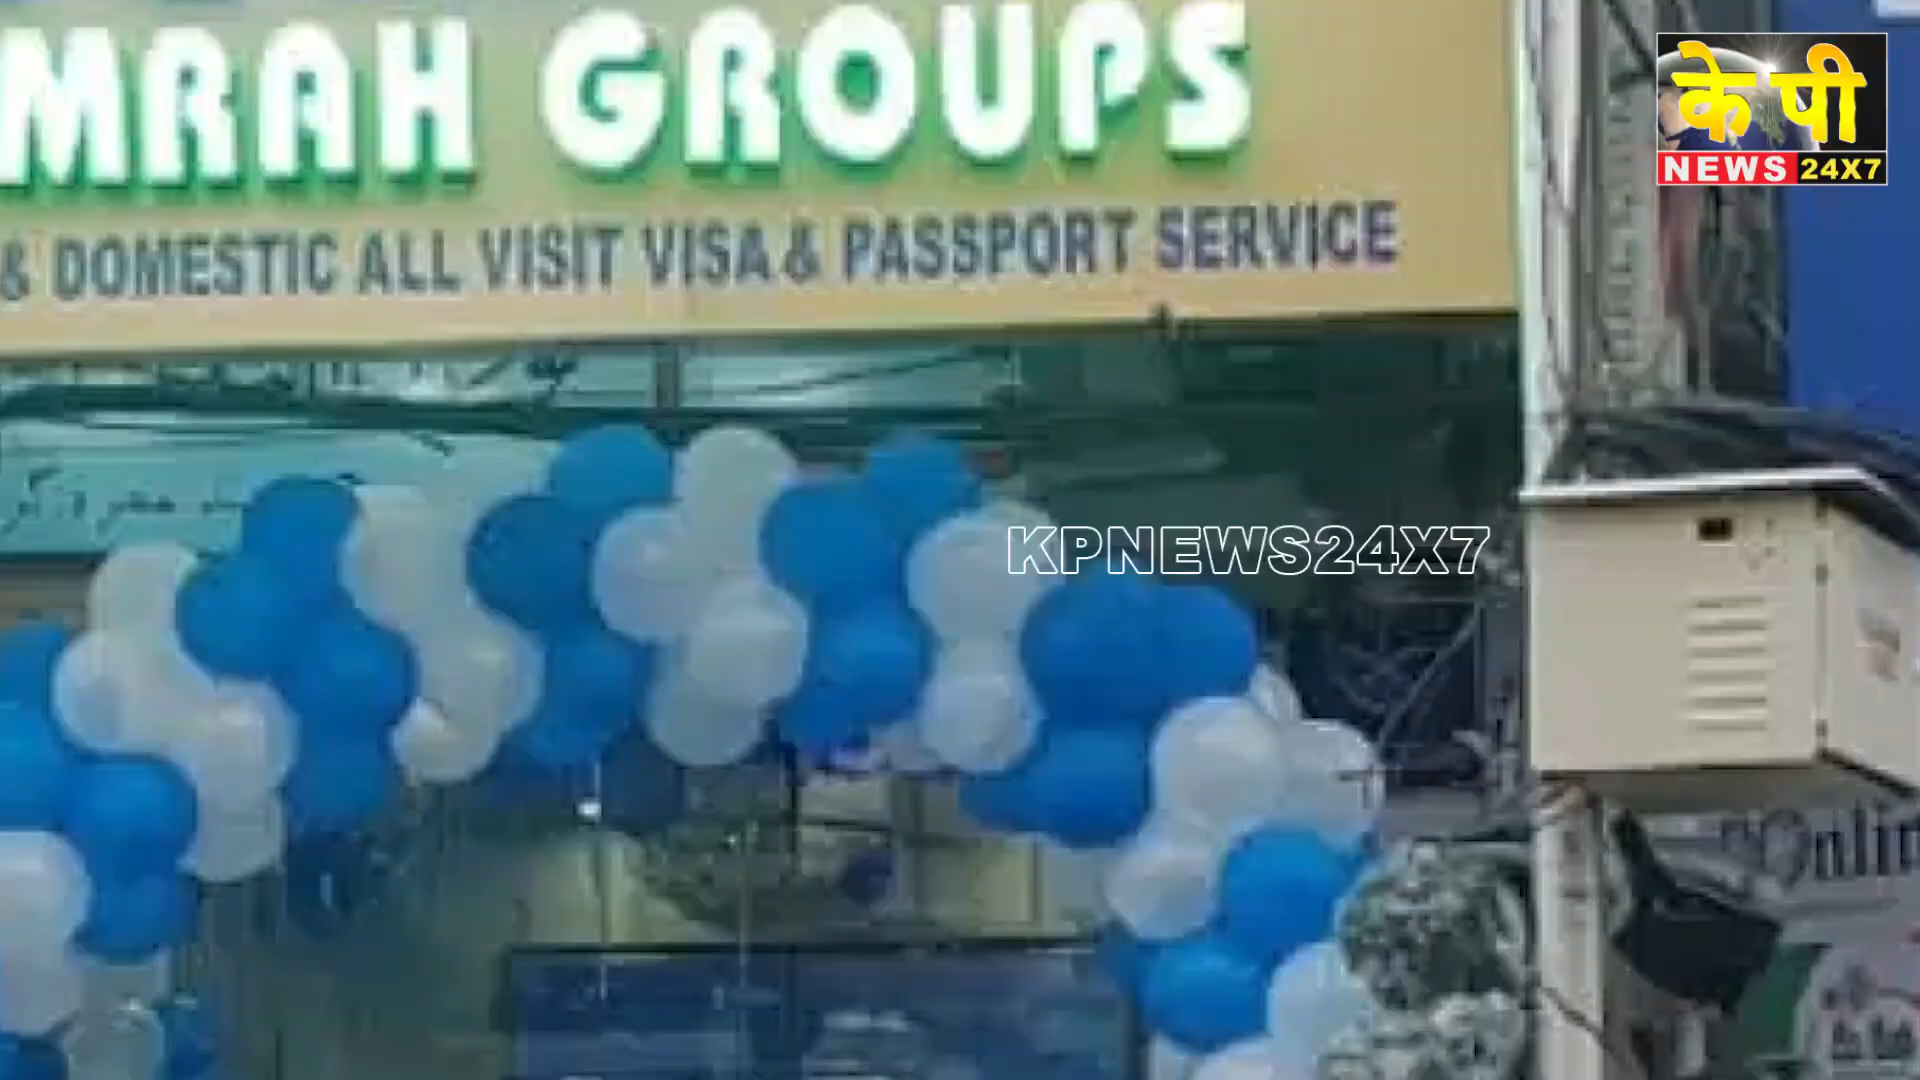 MRAH GROUPS
& DOMESTIC ALL VISIT VISA & PASSPORT SERVICE
के पी
NEWS 24X7
KPNEWS24X7